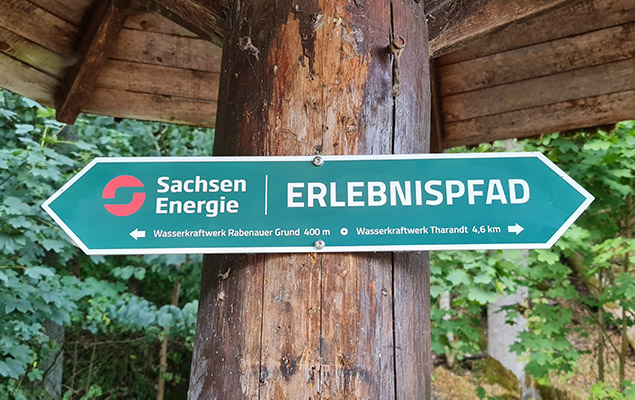 Sachsen
Energie
ERLEBNISPFAD
Wasserkraftwerk Rabenauer Grund 400 m
Wasserkraftwerk Tharandt 4,6 km